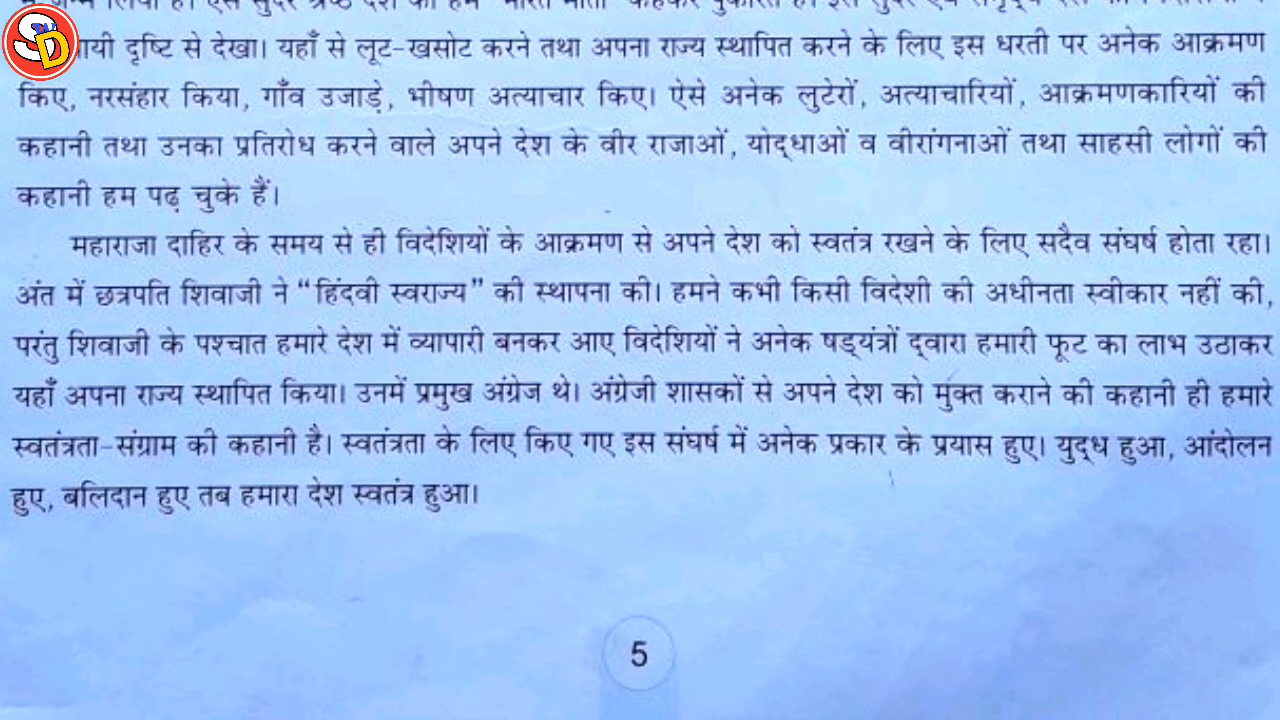 SD
दृष्टि से देखा। यहाँ से लूट-खसोट करने तथा अपना राज्य स्थापित करने के लिए इस धरती पर अनेक आक्रमण
किए, नरसंहार किया, गाँव उजाड़े, भीषण अत्याचार किए। ऐसे अनेक लुटेरों, अत्याचारियों, आक्रमणकारियों की
कहानी तथा उनका प्रतिरोध करने वाले अपने देश के वीर राजाओं, योद्धाओं व वीरांगनाओं तथा साहसी लोगों की
कहानी हम पढ़ चुके हैं।
महाराजा दाहिर के समय से ही विदेशियों के आक्रमण से अपने देश को स्वतंत्र रखने के लिए सदैव संघर्ष होता रहा।
अंत में छत्रपति शिवाजी ने “हिंदवी स्वराज्य” की स्थापना की। हमने कभी किसी विदेशी की अधीनता स्वीकार नहीं की,
परंतु शिवाजी के पश्चात हमारे देश में व्यापारी बनकर आए विदेशियों ने अनेक षड्यंत्रों द्वारा हमारी फूट का लाभ उठाकर
यहाँ अपना राज्य स्थापित किया। उनमें प्रमुख अंग्रेज थे। अंग्रेजी शासकों से अपने देश को मुक्त कराने की कहानी ही हमारे
स्वतंत्रता-संग्राम की कहानी है। स्वतंत्रता के लिए किए गए इस संघर्ष में अनेक प्रकार के प्रयास हुए। युद्ध हुआ, आंदोलन
हुए, बलिदान हुए तब हमारा देश स्वतंत्र हुआ।
5